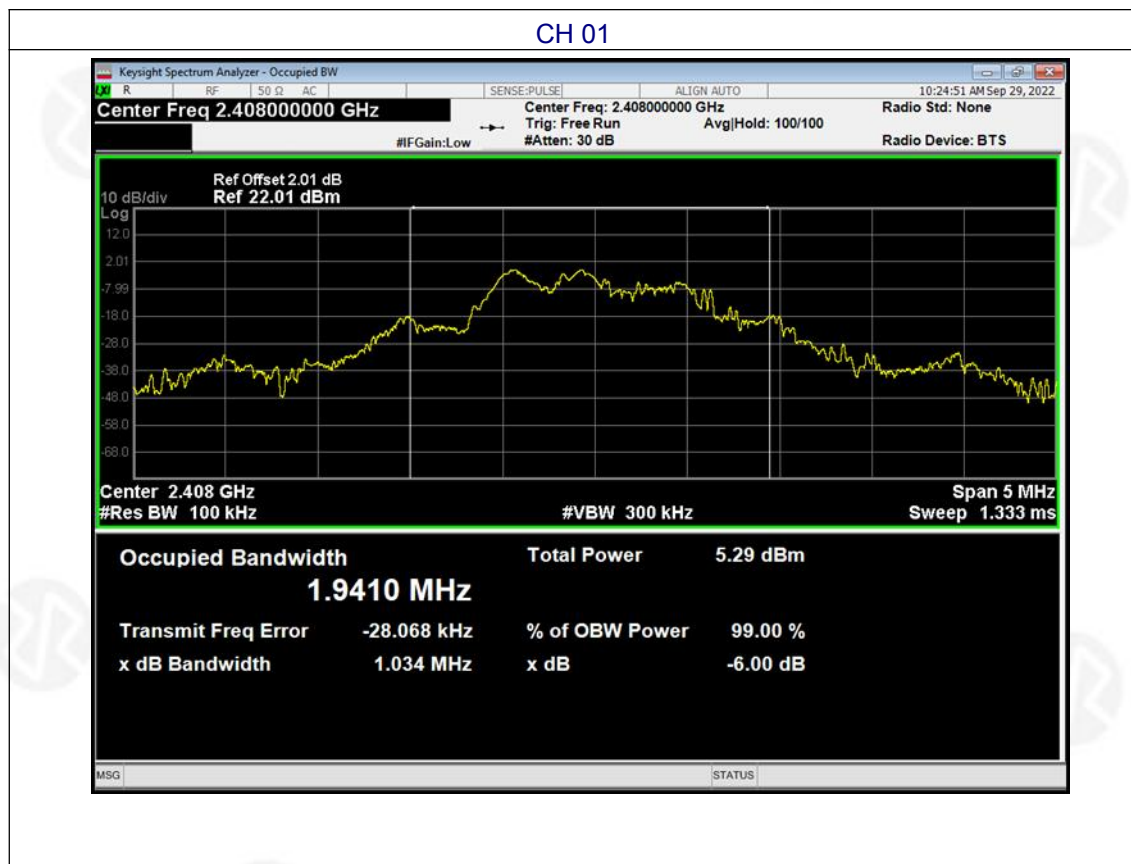 CH 01
Keysight Spectrum Analyzer - Occupied BW
LXI R RF 50 Ω AC SENSE:PULSE ALIGN AUTO 10:24:51 AM Sep 29, 2022
Center Freq 2.408000000 GHz Center Freq: 2.408000000 GHz Radio Std: None
Trig: Free Run Avg|Hold: 100/100
#IFGain:Low #Atten: 30 dB Radio Device: BTS
Ref Offset 2.01 dB
10 dB/div Ref 22.01 dBm
Log
12.0
2.01
-7.99
-18.0
-28.0
-38.0
-48.0
-58.0
-68.0
Center 2.408 GHz Span 5 MHz
#Res BW 100 kHz #VBW 300 kHz Sweep 1.333 ms
Occupied Bandwidth Total Power 5.29 dBm
1.9410 MHz
Transmit Freq Error -28.068 kHz % of OBW Power 99.00 %
x dB Bandwidth 1.034 MHz x dB -6.00 dB
MSG STATUS